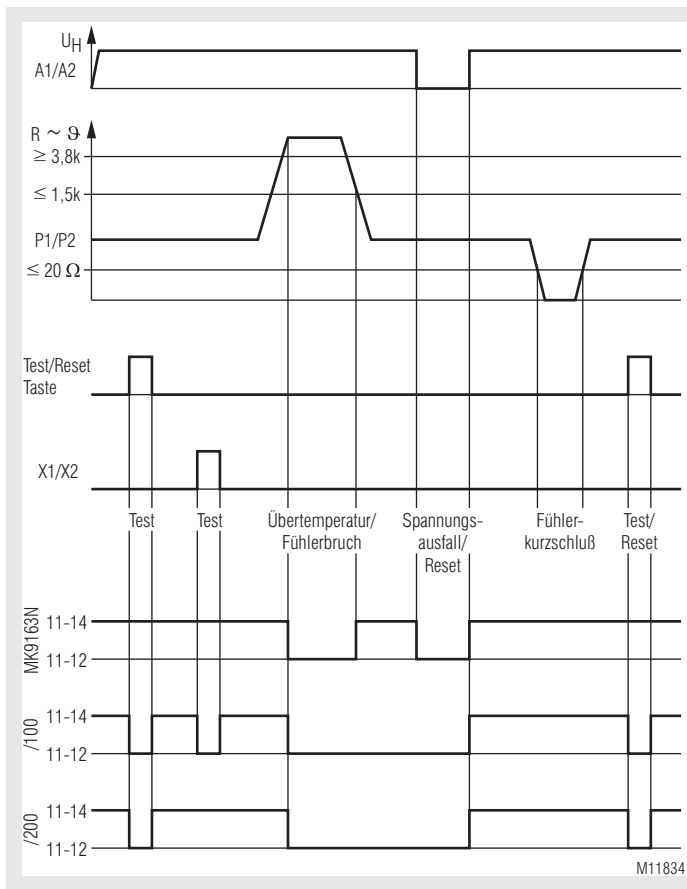 UH
A1/A2
R ~ ϑ
≥ 3,8k
≤ 1,5k
P1/P2
≤ 20 Ω
Test/Reset
Taste
X1/X2
Test
Test
Übertemperatur/
Fühlerbruch
Spannungs-
ausfall/
Reset
Fühler-
kurzschluß
Test/
Reset
MK9163N
11-14
11-12
/100
11-14
11-12
/200
11-14
11-12
M11834